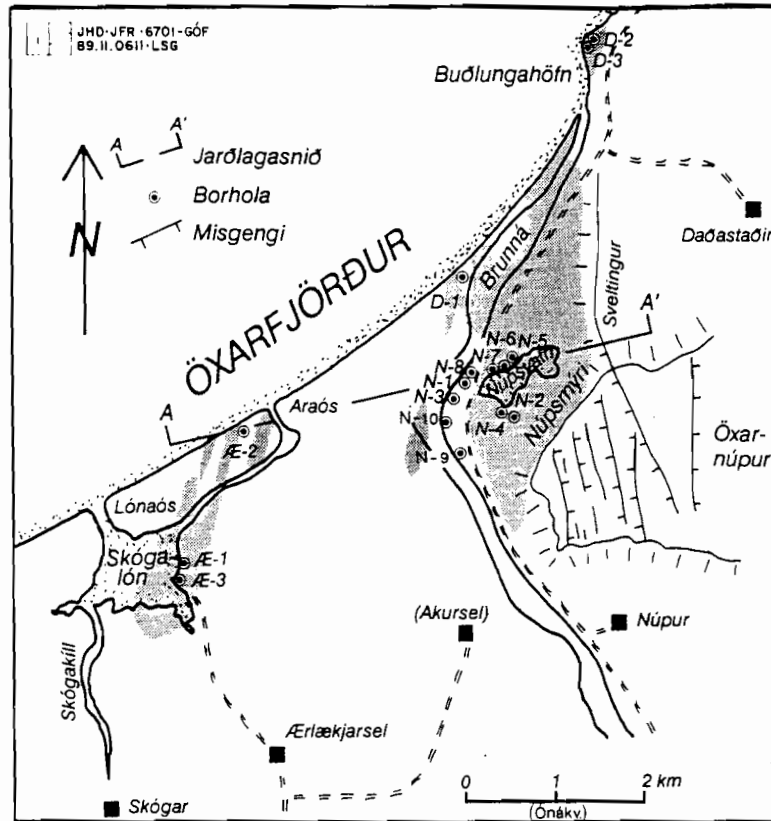 JHD·JFR·6701-GÓF
89.11.0611·LSG
D-2
D-3
Buðlungahöfn
A
A'
Jarðlagasnið
Borhola
Misgengi
N
Daðastaðir
Brunná
Sveltingur
D-1
ÖXARFJÖRÐUR
A'
N-6
N-5
N-7
N-8
N-1
N-3
N-2
N-4
N-10
N-9
Núpsmýri
Öxar-
núpur
A
Araós
Æ-2
Lónaós
Skóga
lón
Æ-1
Æ-3
(Akursel)
Núpur
Skógakíll
Ærlækjarsel
Skógar
0 1 2 km
(Ónákv.)